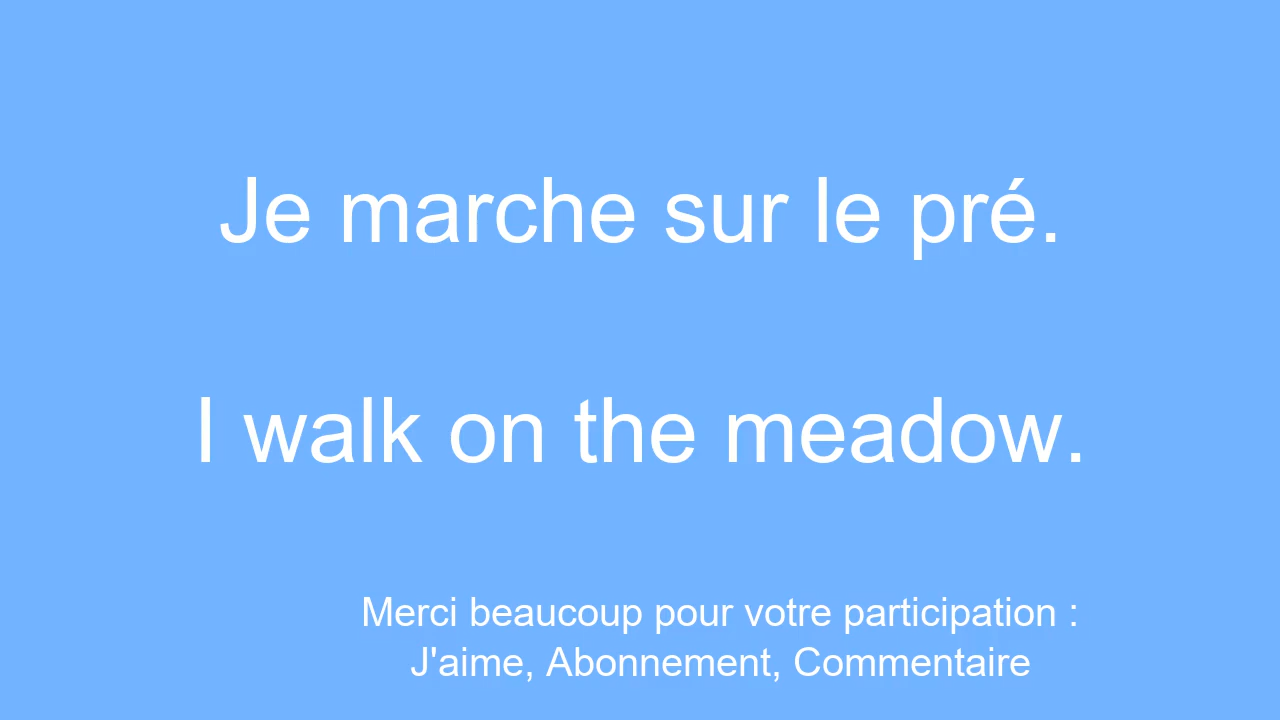 Je marche sur le pré.
I walk on the meadow.
Merci beaucoup pour votre participation :
J'aime, Abonnement, Commentaire